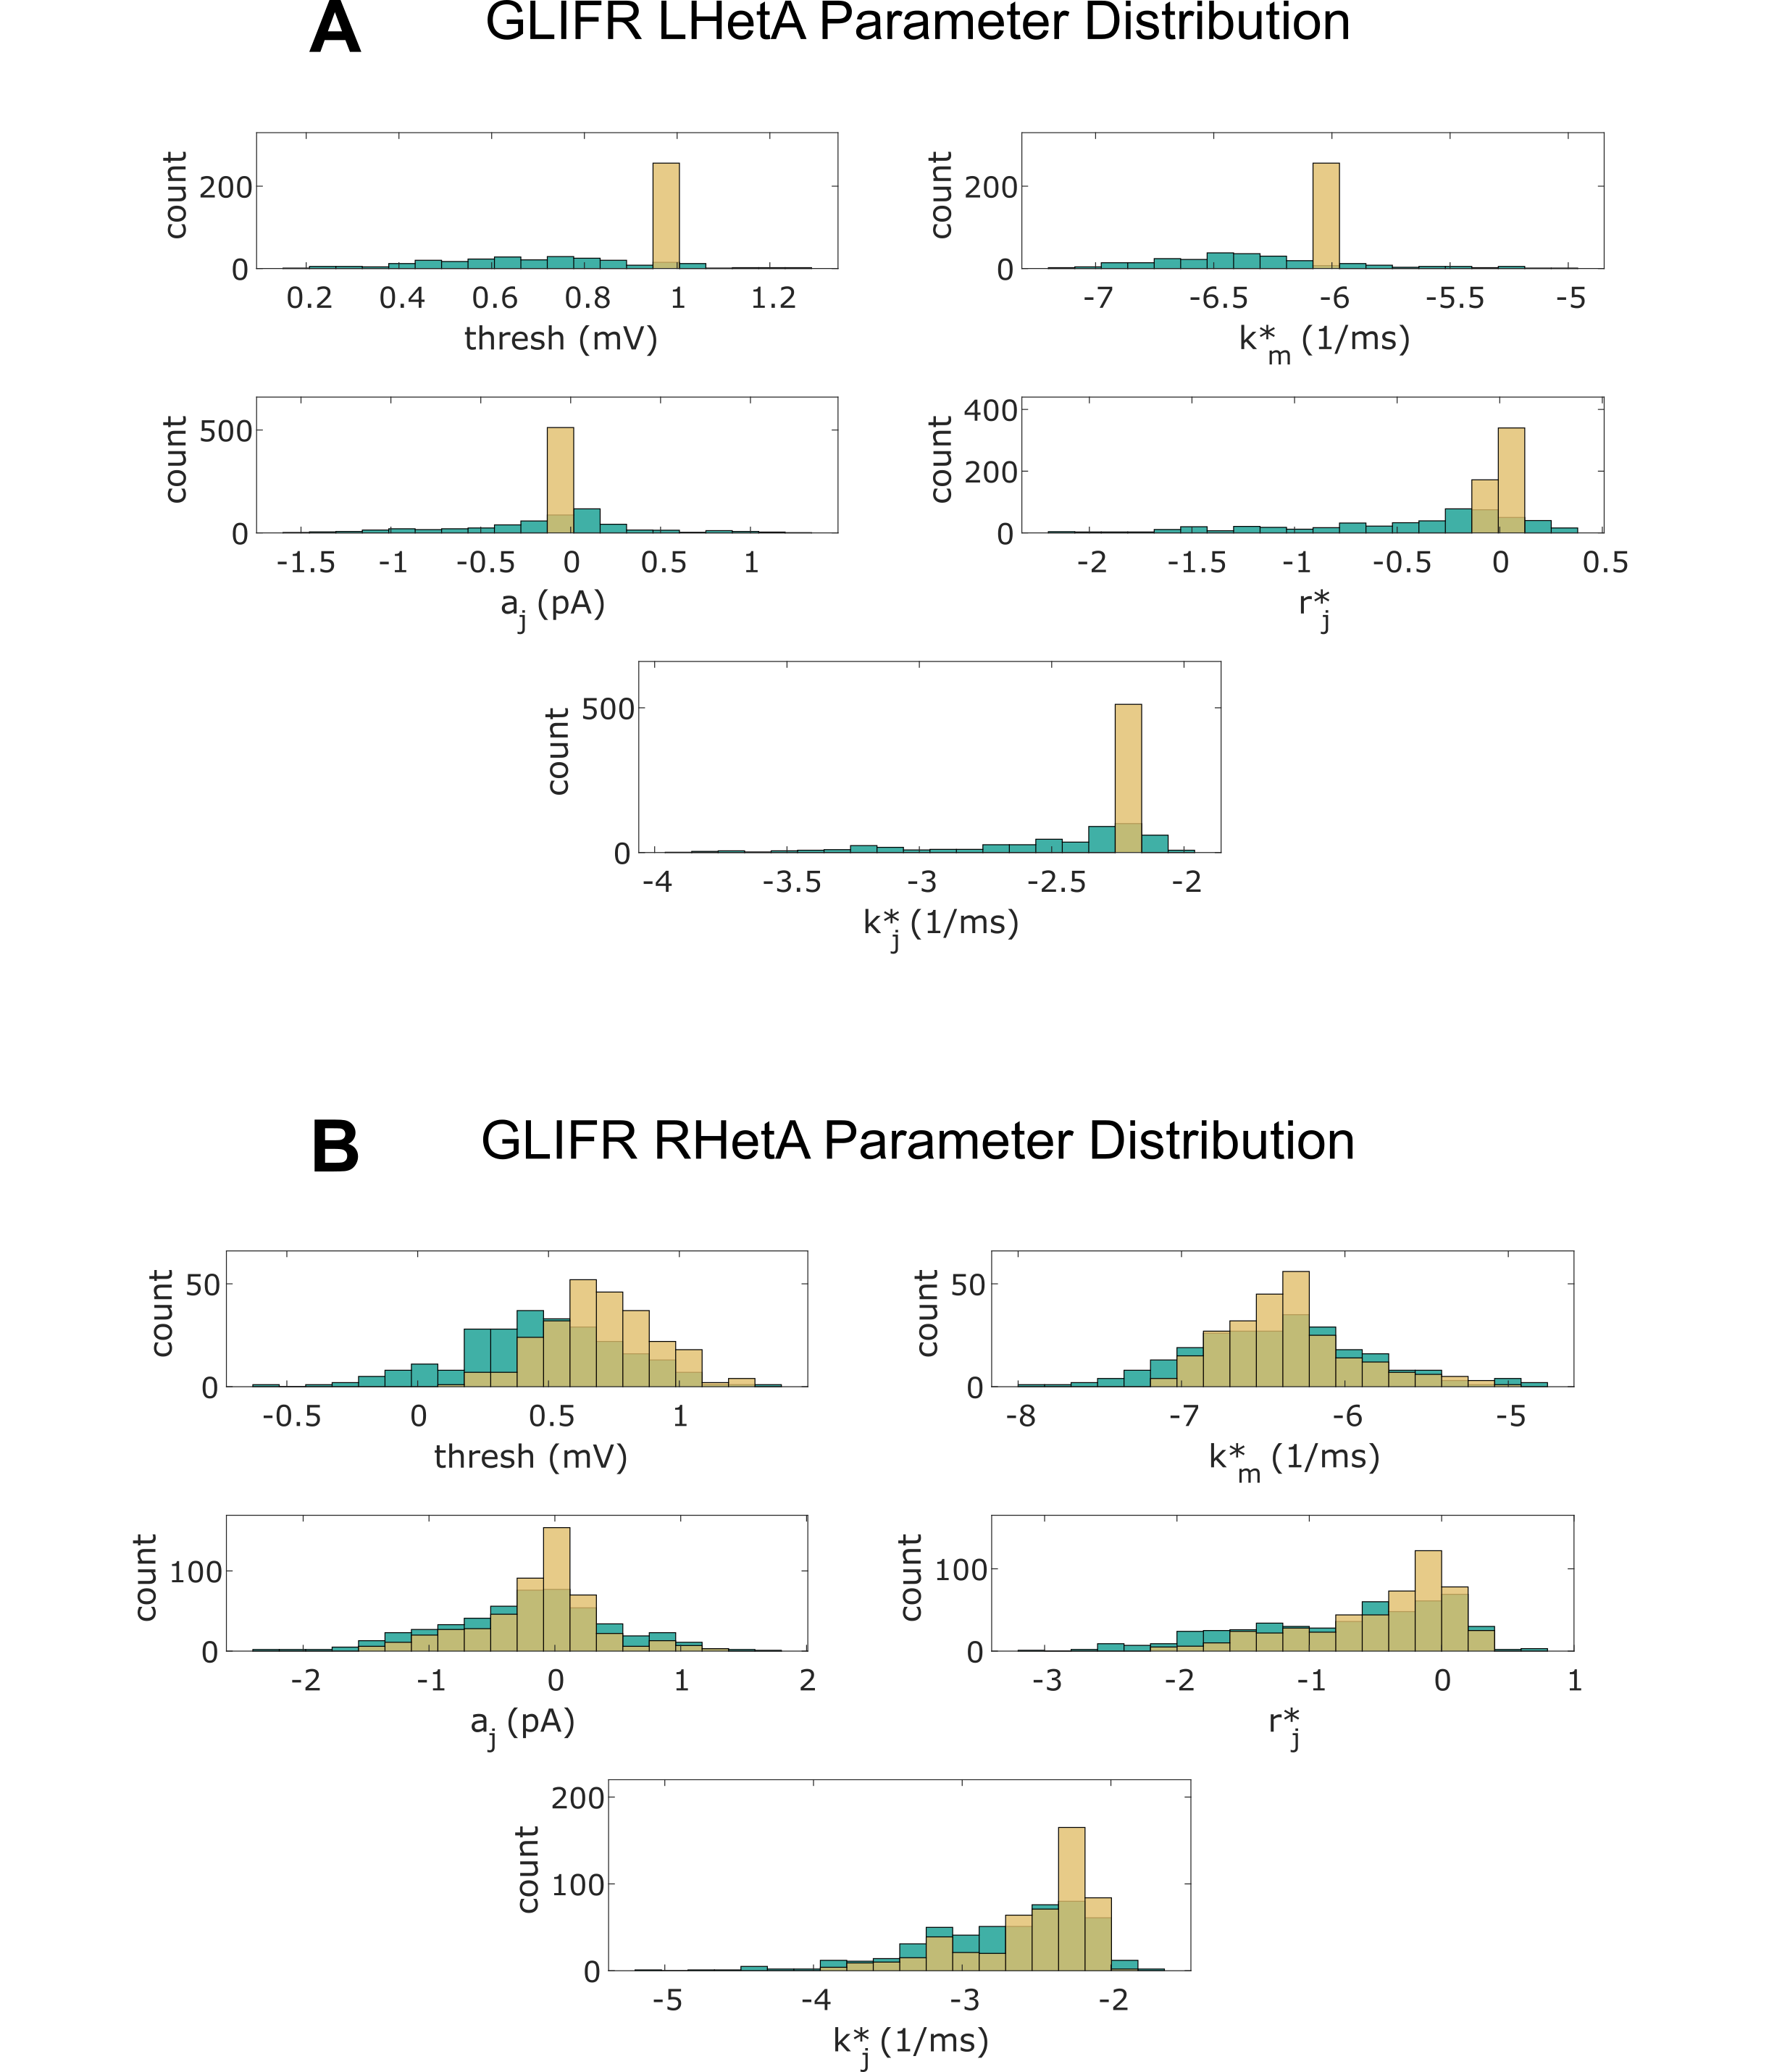 A GLIFR LHetA Parameter Distribution
count 200 0
0.2 0.4 0.6 0.8 1 1.2
thresh (mV)
count 200 0
-7 -6.5 -6 -5.5 -5
k*m (1/ms)
count 500 0
-1.5 -1 -0.5 0 0.5 1
aj (pA)
count 400 200 0
-2 -1.5 -1 -0.5 0 0.5
r*j
count 500 0
-4 -3.5 -3 -2.5 -2
k*j (1/ms)
B GLIFR RHetA Parameter Distribution
count 50 0
-0.5 0 0.5 1
thresh (mV)
count 50 0
-8 -7 -6 -5
k*m (1/ms)
count 100 0
-2 -1 0 1 2
aj (pA)
count 100 0
-3 -2 -1 0 1
r*j
count 200 100 0
-5 -4 -3 -2
k*j (1/ms)